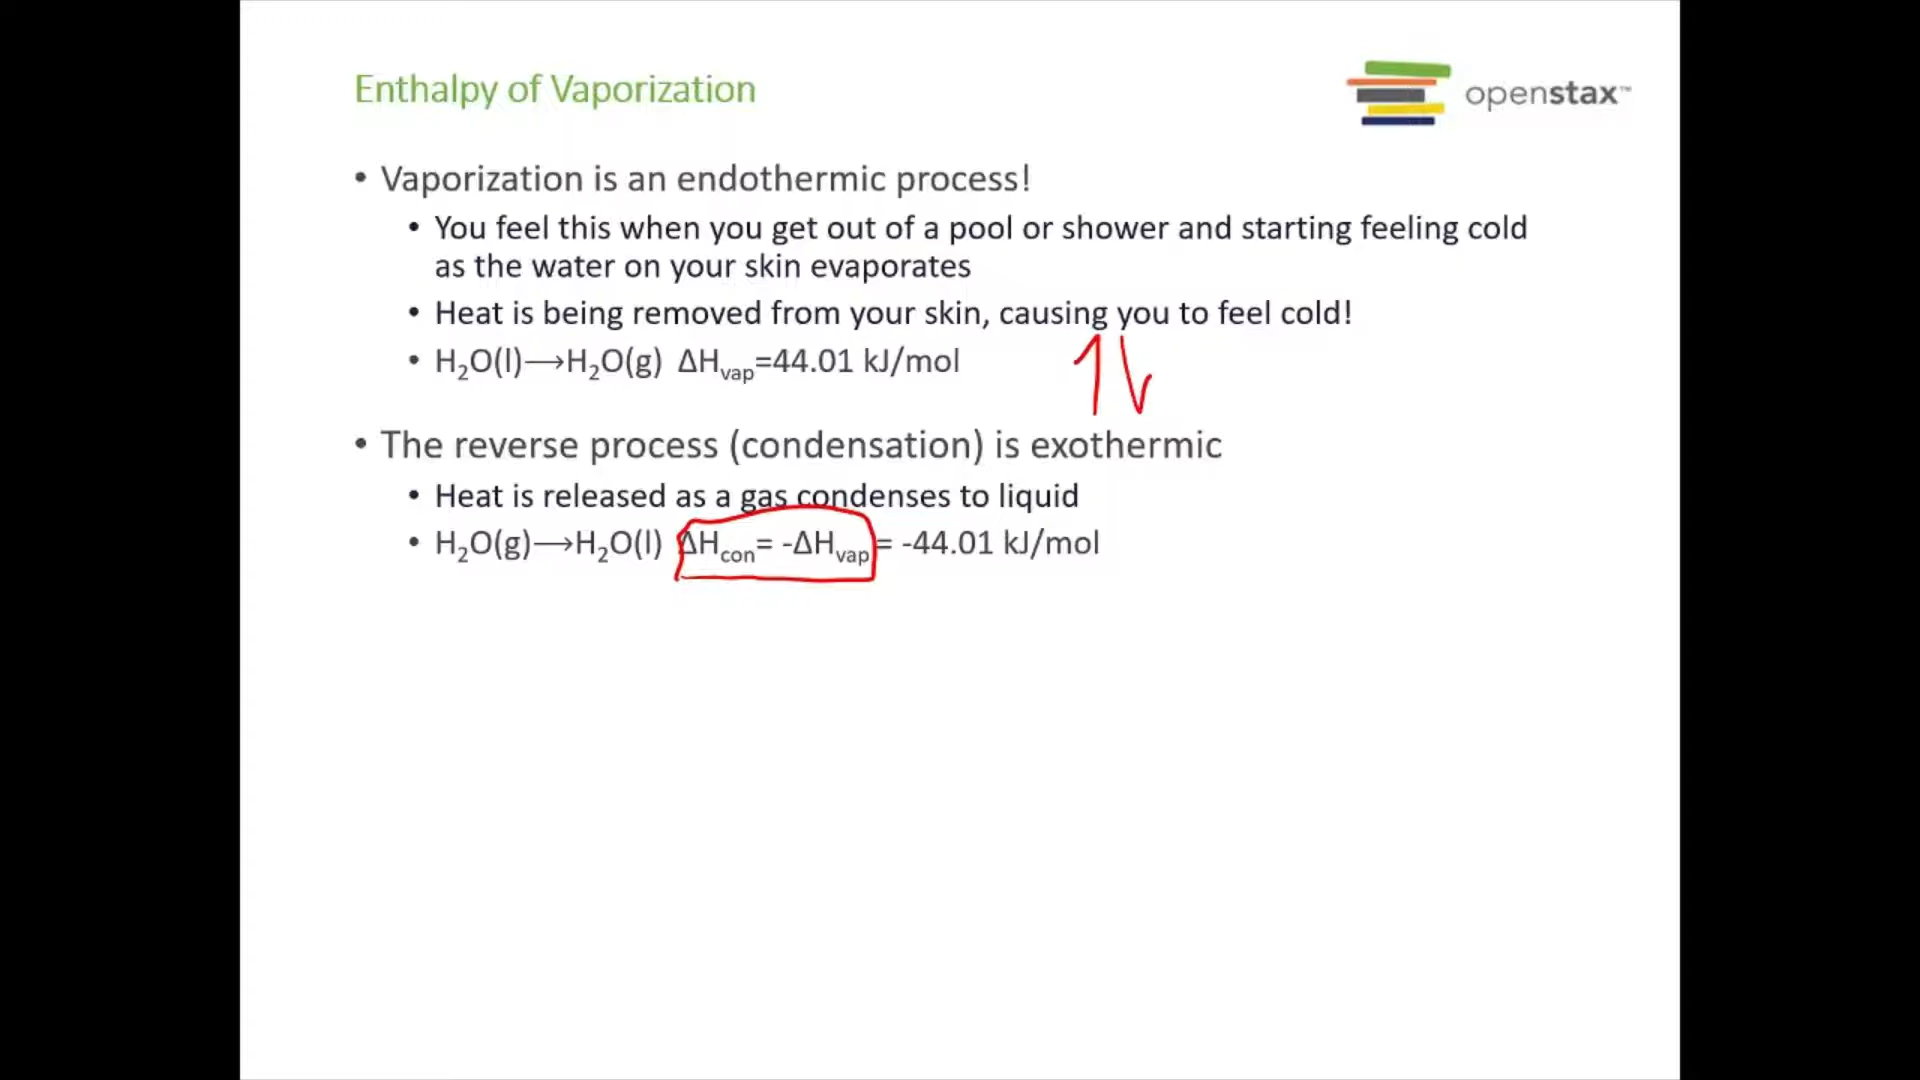 Enthalpy of Vaporization
openstax™
• Vaporization is an endothermic process!
• You feel this when you get out of a pool or shower and starting feeling cold
as the water on your skin evaporates
• Heat is being removed from your skin, causing you to feel cold!
• H₂O(l)⟶H₂O(g) ΔHvap=44.01 kJ/mol
• The reverse process (condensation) is exothermic
• Heat is released as a gas condenses to liquid
• H₂O(g)⟶H₂O(l) ΔHcon= -ΔHvap= -44.01 kJ/mol